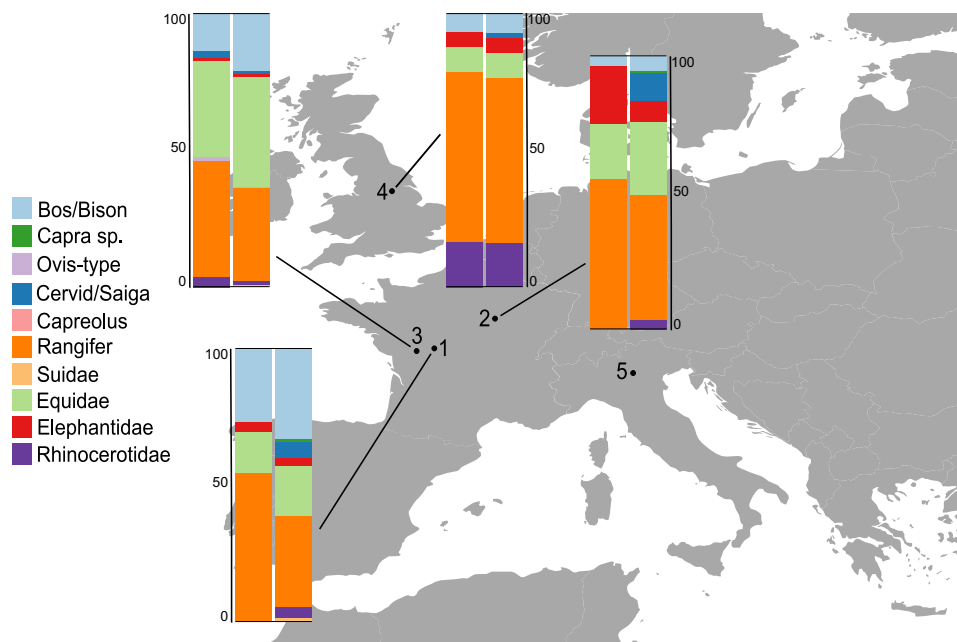 100
50
0
100
50
0
100
50
0
100
50
0
4
2
3
1
5
Bos/Bison
Capra sp.
Ovis-type
Cervid/Saiga
Capreolus
Rangifer
Suidae
Equidae
Elephantidae
Rhinocerotidae